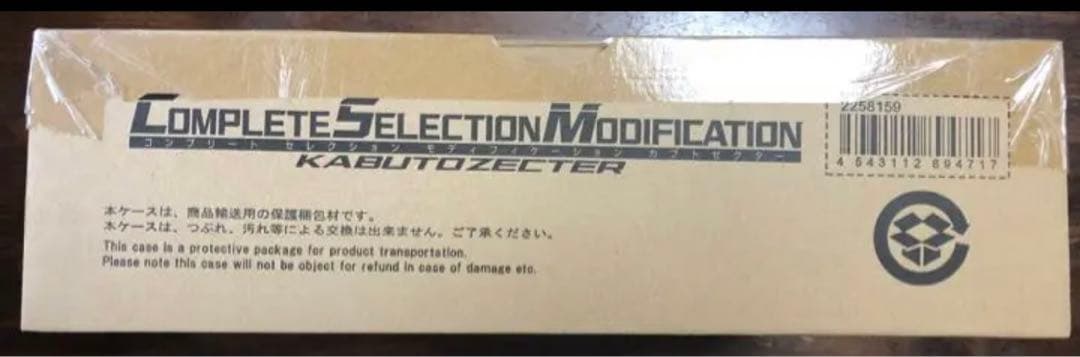 COMPLETE SELECTION MODIFICATION
コンプリート セレクション モディフィケーション カブトゼクター
KABUTOZECTER
2258159
4 543112 894717
本ケースは、商品輸送用の保護梱包材です。
本ケースは、つぶれ、汚れ等による交換は出来ません。ご了承ください。
This case is a protective package for product transportation.
Please note this case will not be object for refund in case of damage etc.